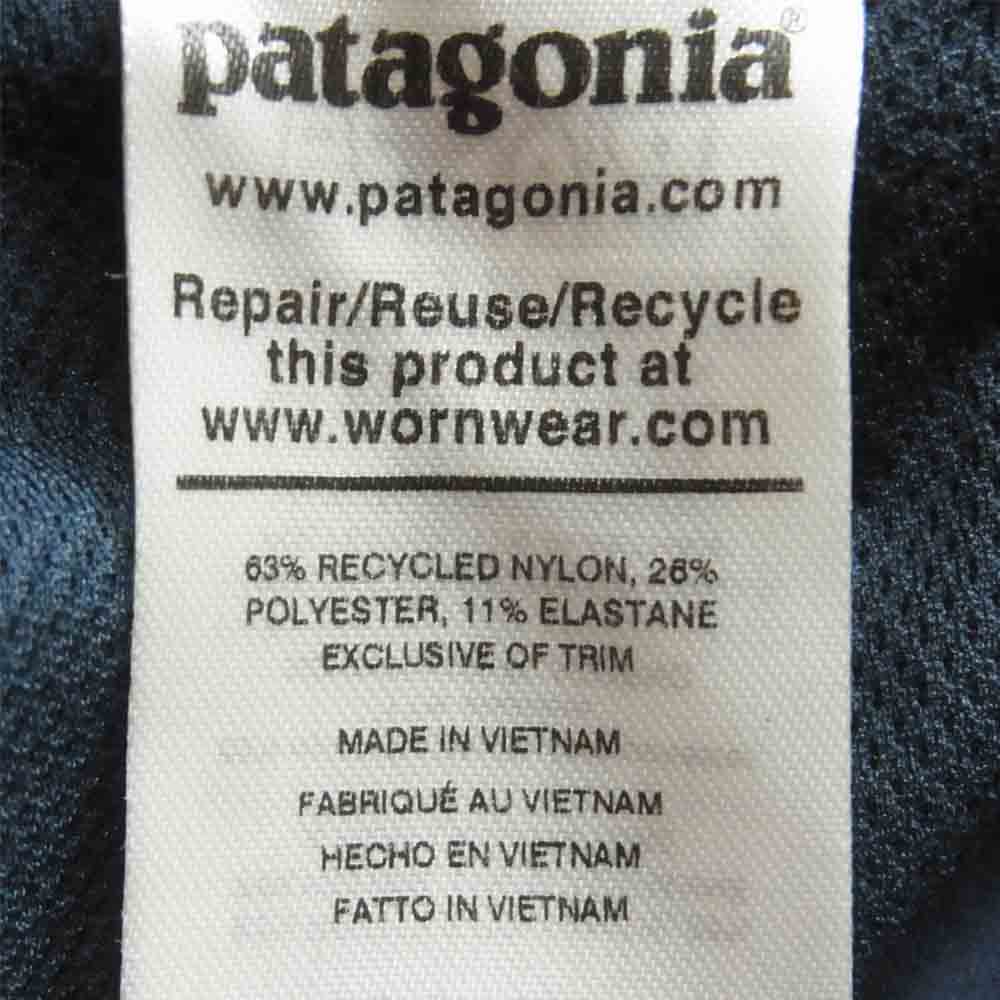 patagonia®
www.patagonia.com
Repair/Reuse/Recycle
this product at
www.wornwear.com
63% RECYCLED NYLON, 26%
POLYESTER, 11% ELASTANE
EXCLUSIVE OF TRIM
MADE IN VIETNAM
FABRIQUÉ AU VIETNAM
HECHO EN VIETNAM
FATTO IN VIETNAM